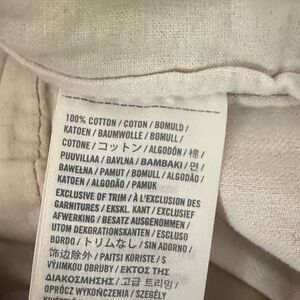 100% COTTON / COTON / BOMULD /
KATOEN / BAUMWOLLE / BOMULL /
COTONE / コットン / ALGODÓN / 棉 /
PUUVILLAA / BAVLNA / ΒΑΜΒΑΚΙ / 면 /
BAWEŁNA / PAMUT / BOMULL / ALGODÃO /
KATOEN / ALGODÃO / PAMUK
EXCLUSIVE OF TRIM / À L'EXCLUSION DES
GARNITURES / EKSKL. KANT / EXCLUSIEF
AFWERKING / BESATZ AUSGENOMMEN /
UTOM DEKORATIONSKANTEN / ESCLUSO
BORDO / トリムなし / SIN ADORNO /
饰边除外 / PAITSI KORISTE / S
VÝJIMKOU OBRUBY / ΕΚΤΟΣ ΤΗΣ
ΔΙΑΚΟΣΜΗΣΗΣ / 고급 트리밍 /
OPRÓCZ WYKOŃCZENIA / SZEGÉLY